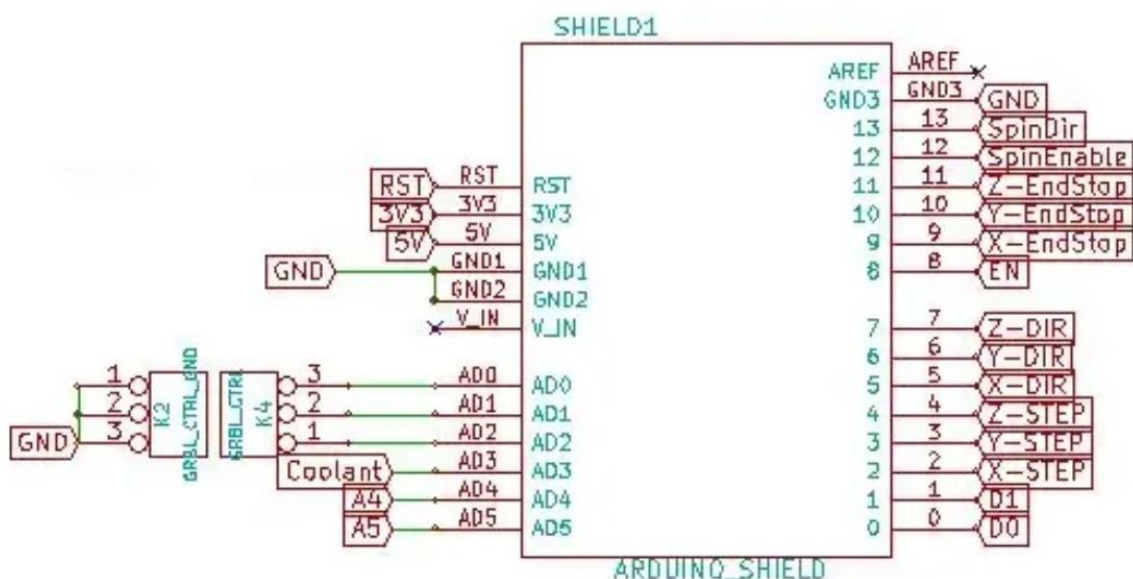 SHIELD1
AREF AREF
GND3 GND3 GND
13 13 SpinDir
12 12 SpinEnable
RST RST RST 11 11 Z-EndStop
3V3 3V3 3V3 10 10 Y-EndStop
5V 5V 5V 9 9 X-EndStop
GND GND1 GND1 8 8 EN
GND2 GND2
V_IN V_IN 7 7 Z-DIR
6 6 Y-DIR
1 3 AD0 AD0 5 5 X-DIR
2 K2 GRBL_CTRL_GND GRBL_CTRL K4 2 AD1 AD1 4 4 Z-STEP
GND 3 1 AD2 AD2 3 3 Y-STEP
Coolant AD3 AD3 2 2 X-STEP
A4 AD4 AD4 1 1 D1
A5 AD5 AD5 0 0 D0
ARDUINO_SHIELD